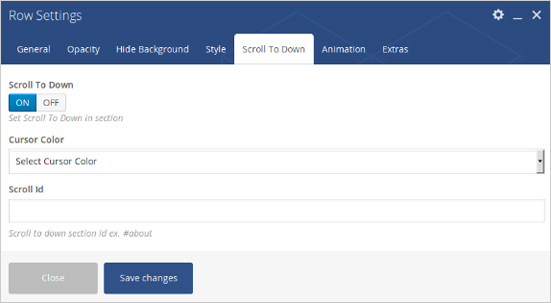 Row Settings
General Opacity Hide Background Style Scroll To Down Animation Extras
Scroll To Down
ON OFF
Set Scroll To Down in section
Cursor Color
Select Cursor Color
Scroll Id
Scroll to down section id ex. #about
Close Save changes